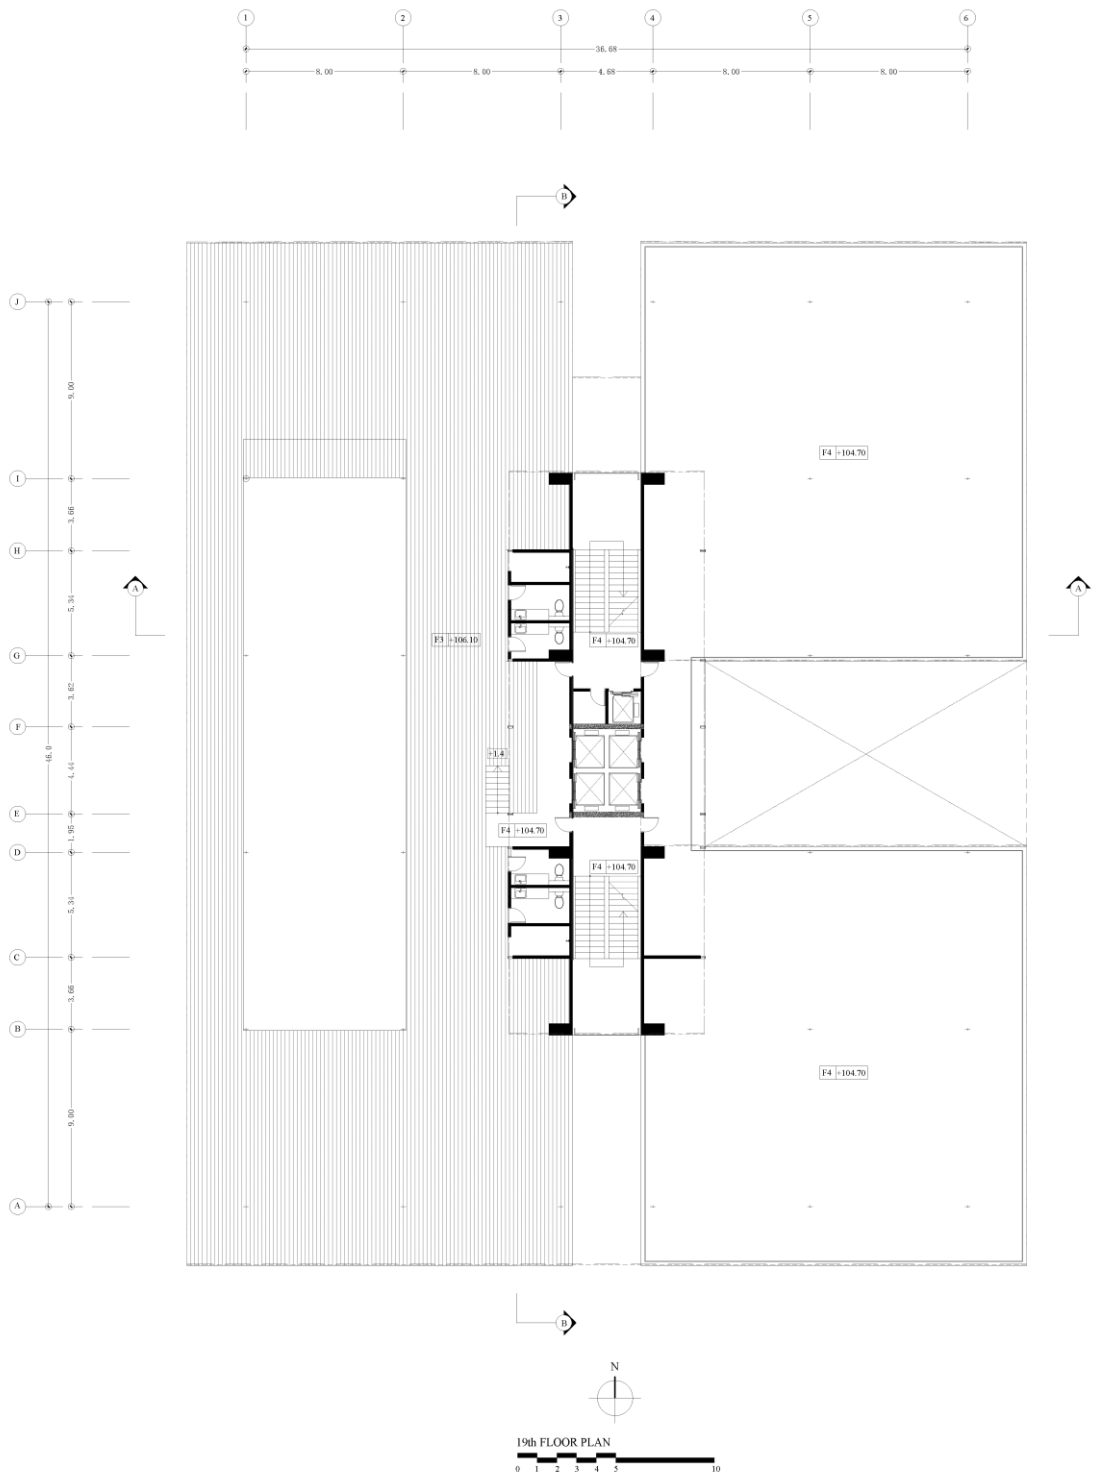 1 2 3 4 5 6
36.68
8.00 8.00 4.68 8.00 8.00
B
J
9.00
F4 +104.70
I
3.66
H
A A
5.34
F3 +106.10 F4 +104.70
G
3.62
F
46.0 +1.4
4.44
E
F4 +104.70
1.95
D
F4 +104.70
5.34
C
3.66
B
F4 +104.70
9.00
A
B
N
19th FLOOR PLAN
0 1 2 3 4 5 10